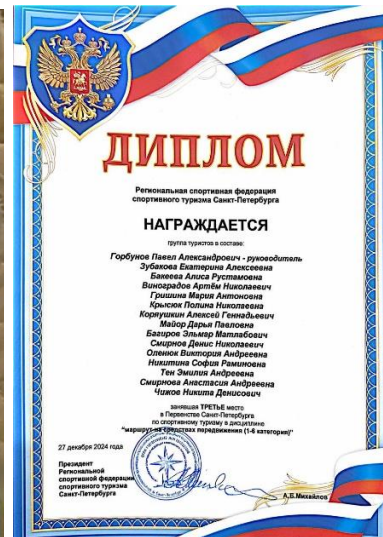 ДИПЛОМ
Региональная спортивная федерация
спортивного туризма Санкт-Петербурга
НАГРАЖДАЕТСЯ
группа туристов в составе:
Горбунов Павел Александрович - руководитель
Зубакова Екатерина Алексеевна
Бакеева Алиса Рустамовна
Виноградов Артём Николаевич
Гришина Мария Антоновна
Крысюк Полина Николаевна
Коряушкин Алексей Геннадьевич
Майор Дарья Павловна
Багиров Эльмар Матлабович
Смирнов Денис Николаевич
Оленюк Виктория Андреевна
Никитина София Раминовна
Тен Эмилия Андреевна
Смирнова Анастасия Андреевна
Чижов Никита Денисович
занявшая ТРЕТЬЕ место
в Первенстве Санкт-Петербурга
по спортивному туризму в дисциплине
"маршрут на средствах передвижения (1-6 категория)"
27 декабря 2024 года
Президент
Региональной
спортивной федерации
спортивного туризма
Санкт-Петербурга
А.Б.Михайлов